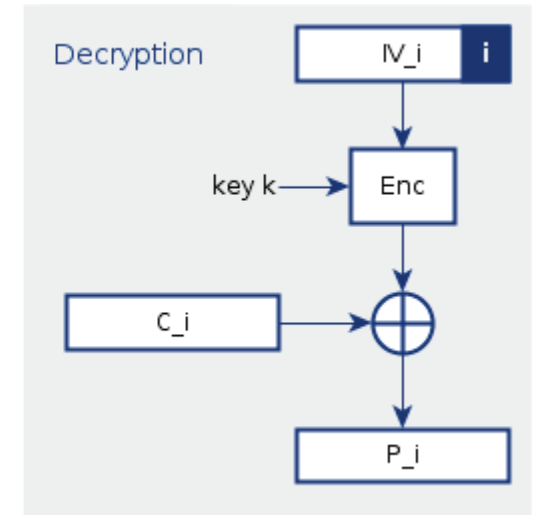 Decryption
IV_i
i
key k
Enc
C_i
P_i